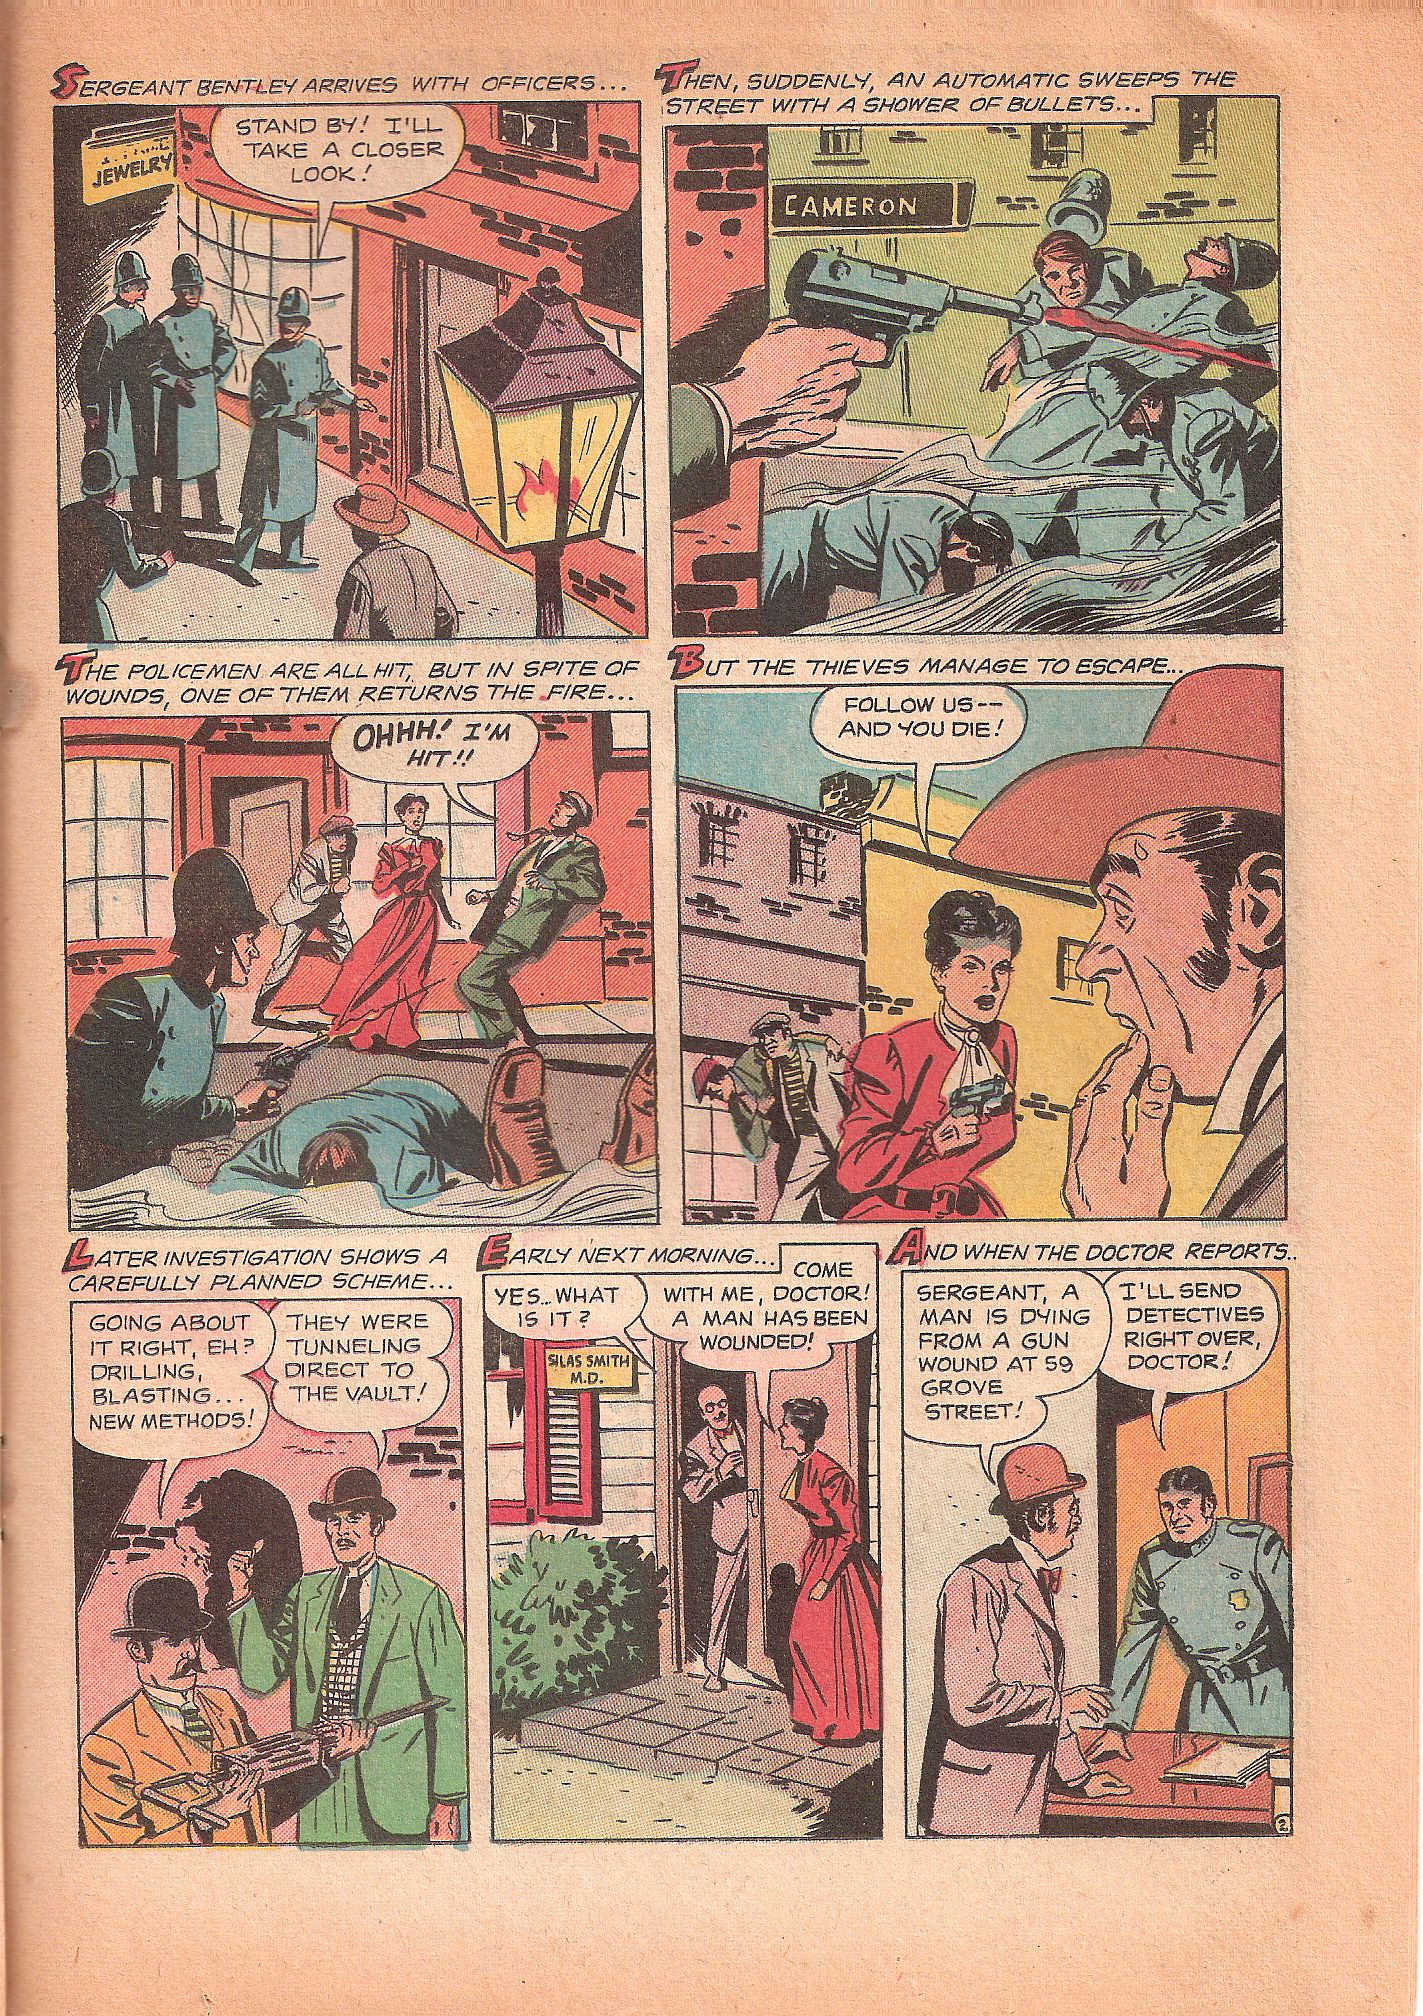 SERGEANT BENTLEY ARRIVES WITH OFFICERS...
STAND BY! I'LL
TAKE A CLOSER
LOOK!
JEWELRY
THEN, SUDDENLY, AN AUTOMATIC SWEEPS THE
STREET WITH A SHOWER OF BULLETS...
CAMERON
THE POLICEMEN ARE ALL HIT, BUT IN SPITE OF
WOUNDS, ONE OF THEM RETURNS THE FIRE...
OHHH! I'M
HIT!!
BUT THE THIEVES MANAGE TO ESCAPE...
FOLLOW US--
AND YOU DIE!
LATER INVESTIGATION SHOWS A
CAREFULLY PLANNED SCHEME...
GOING ABOUT
IT RIGHT, EH?
DRILLING,
BLASTING...
NEW METHODS!
THEY WERE
TUNNELING
DIRECT TO
THE VAULT!
EARLY NEXT MORNING...
YES...WHAT
IS IT?
COME
WITH ME, DOCTOR!
A MAN HAS BEEN
WOUNDED!
SILAS SMITH
M.D.
AND WHEN THE DOCTOR REPORTS..
SERGEANT, A
MAN IS DYING
FROM A GUN
WOUND AT 59
GROVE
STREET!
I'LL SEND
DETECTIVES
RIGHT OVER,
DOCTOR!
2